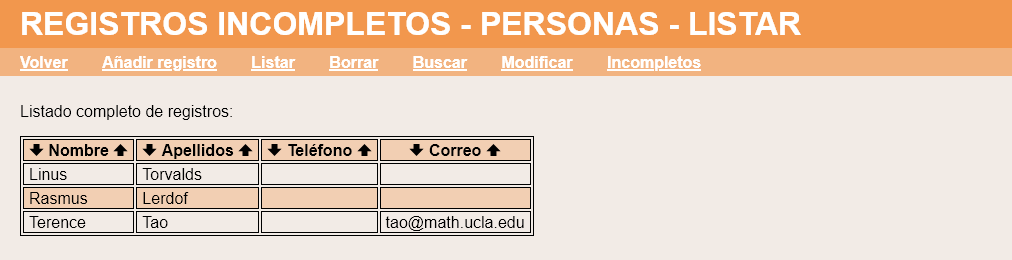 REGISTROS INCOMPLETOS - PERSONAS - LISTAR
Volver Añadir registro Listar Borrar Buscar Modificar Incompletos
Listado completo de registros:
🡇 Nombre 🡅 🡇 Apellidos 🡅 🡇 Teléfono 🡅 🡇 Correo 🡅
Linus Torvalds
Rasmus Lerdof
Terence Tao tao@math.ucla.edu